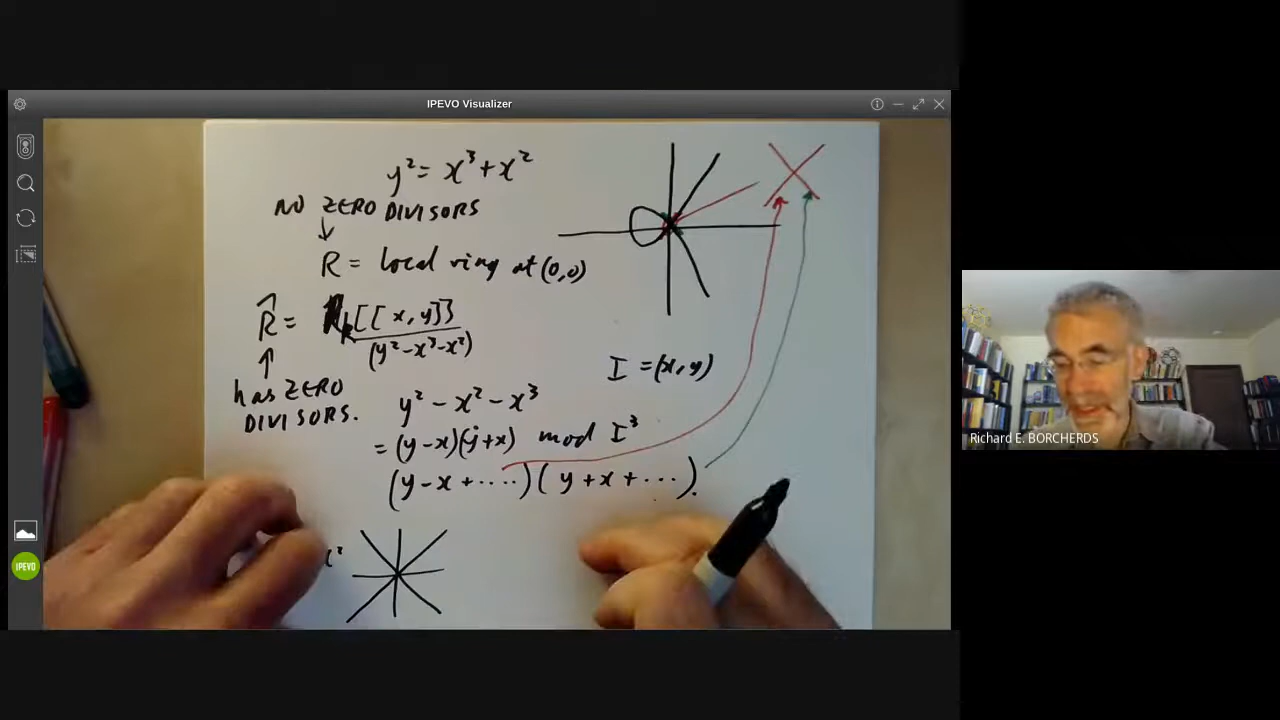 IPEVO Visualizer
y² = x³ + x²
NO ZERO DIVISORS
↓
R = local ring at (0,0)
R̂ = k[[x, y]]
(y² - x³ - x²)
↑
has ZERO DIVISORS.
I = (x, y)
y² - x² - x³
= (y - x)(y + x) mod I³
(y - x + ....)(y + x + ...).
x²
IPEVO
Richard E. BORCHERDS